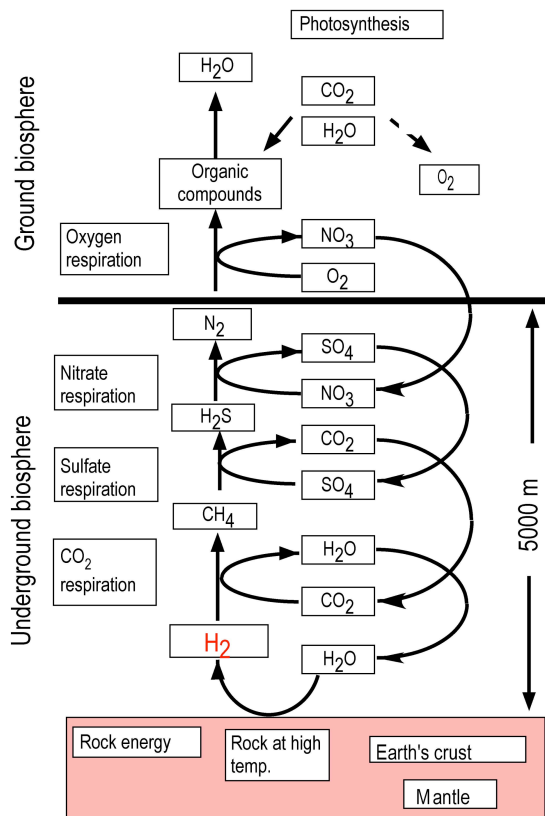 Photosynthesis
H₂O
CO₂
H₂O
Organic
compounds
O₂
Ground biosphere
Oxygen
respiration
NO₃
O₂
N₂
SO₄
Nitrate
respiration
NO₃
H₂S
CO₂
Sulfate
respiration
SO₄
CH₄
Underground biosphere
5000 m
H₂O
CO₂
respiration
CO₂
H₂
H₂O
Rock energy
Rock at high
temp.
Earth's crust
Mantle